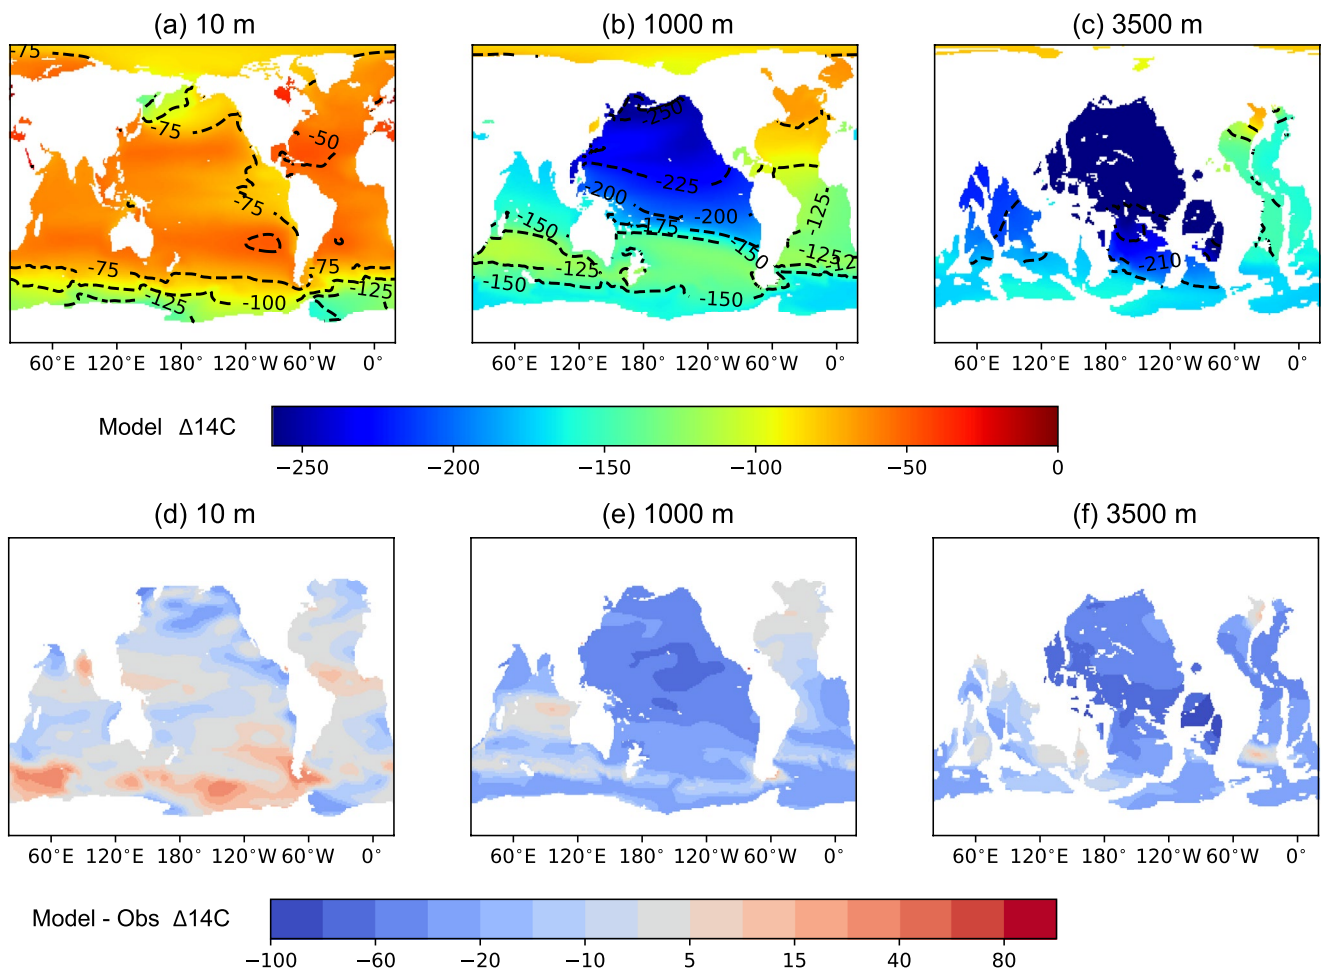 (a) 10 m
(b) 1000 m
(c) 3500 m
-75
-75
-50
-75
-75
-75
-125
-100
-125
-250
-225
-200
-200
-175
-150
-150
-125
-125
-125
-12
-150
-150
-210
60°E 120°E 180° 120°W 60°W 0°
60°E 120°E 180° 120°W 60°W 0°
60°E 120°E 180° 120°W 60°W 0°
Model Δ14C
−250 −200 −150 −100 −50 0
(d) 10 m
(e) 1000 m
(f) 3500 m
60°E 120°E 180° 120°W 60°W 0°
60°E 120°E 180° 120°W 60°W 0°
60°E 120°E 180° 120°W 60°W 0°
Model - Obs Δ14C
−100 −60 −20 −10 5 15 40 80